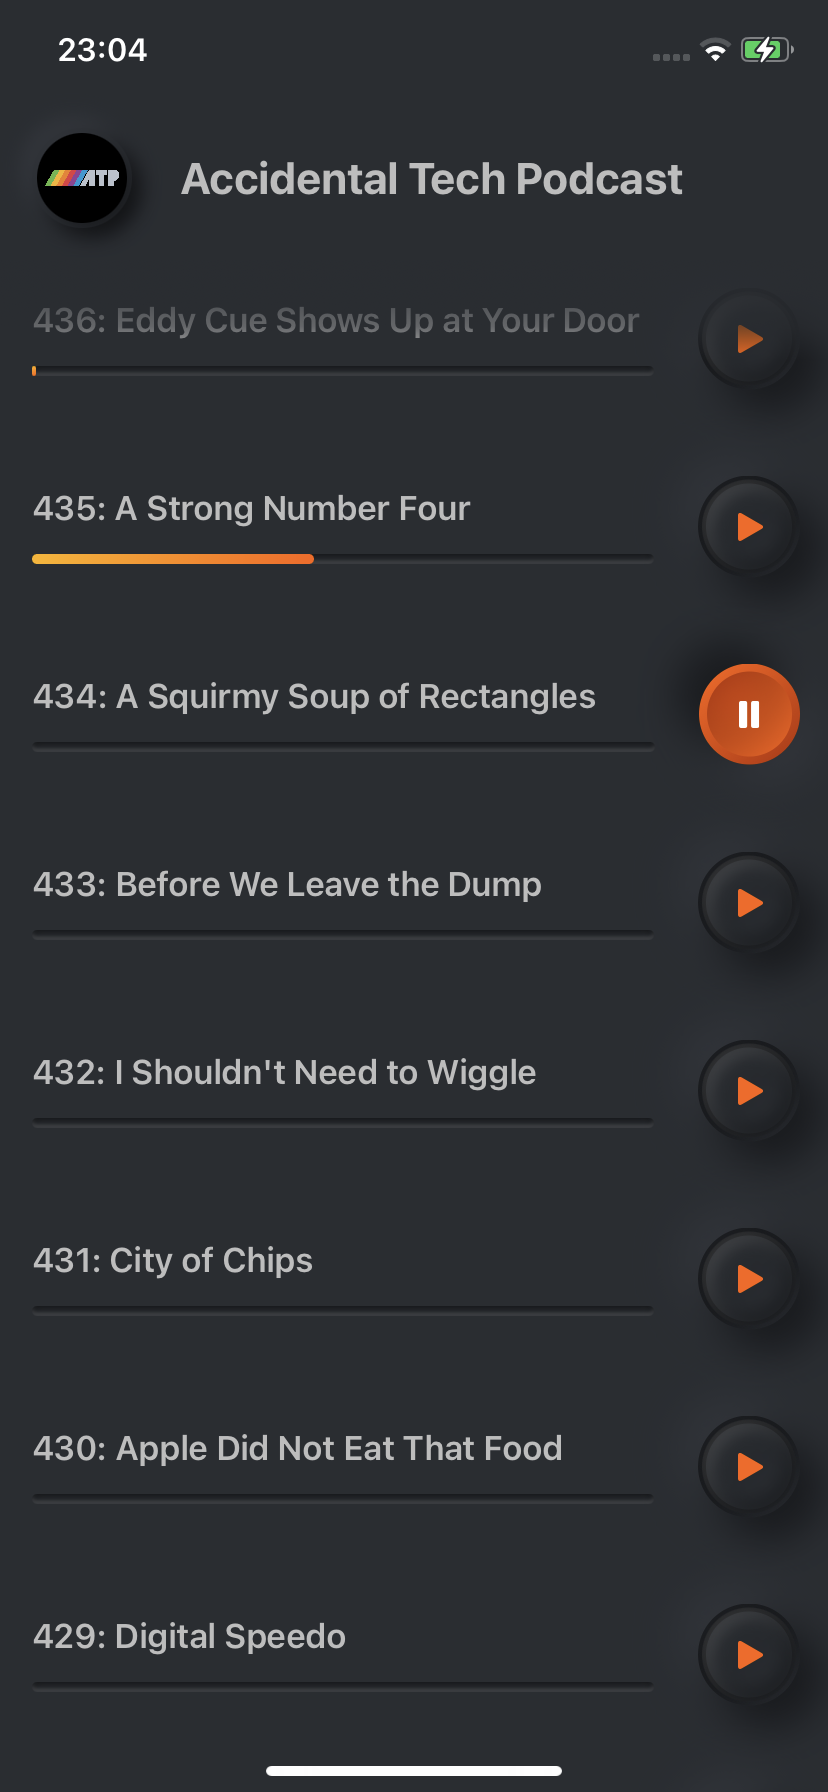 23:04
ATP
Accidental Tech Podcast
436: Eddy Cue Shows Up at Your Door
435: A Strong Number Four
434: A Squirmy Soup of Rectangles
433: Before We Leave the Dump
432: I Shouldn't Need to Wiggle
431: City of Chips
430: Apple Did Not Eat That Food
429: Digital Speedo